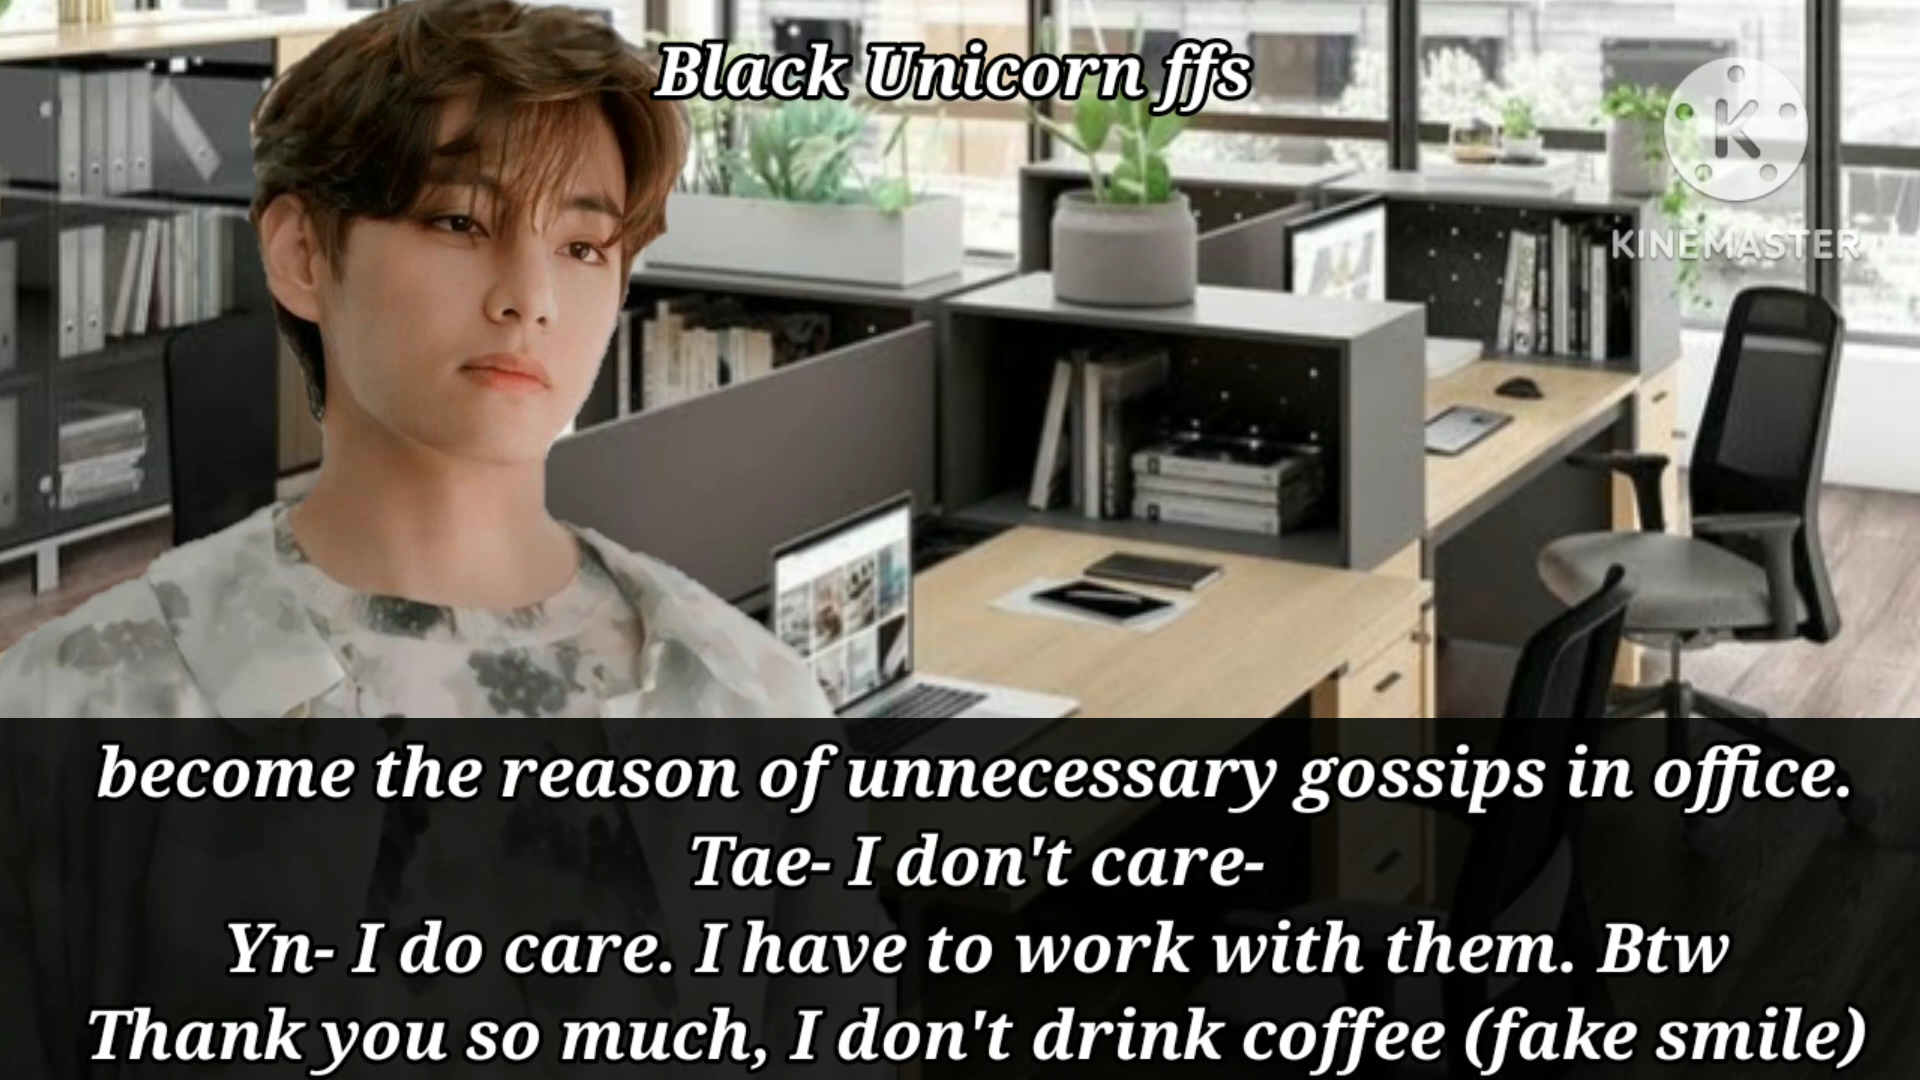 Black Unicorn ffs
K
KINEMASTER
become the reason of unnecessary gossips in office.
Tae- I don't care-
Yn- I do care. I have to work with them. Btw
Thank you so much, I don't drink coffee (fake smile)